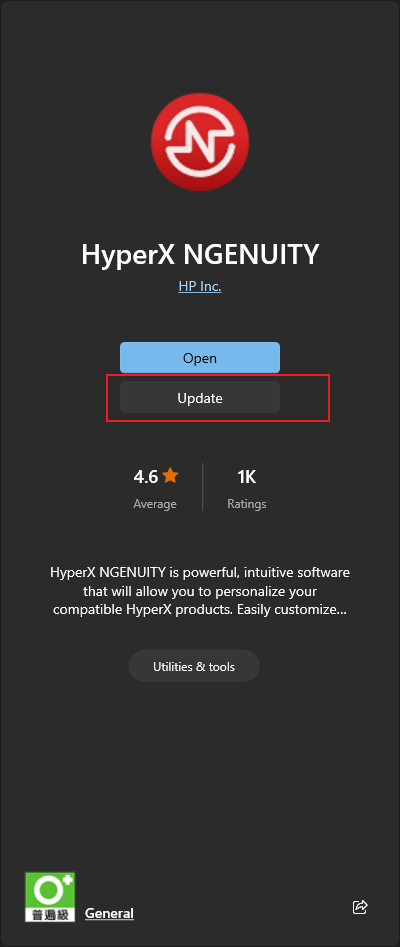 HyperX NGENUITY
HP Inc.
Open
Update
4.6
1K
Average
Ratings
HyperX NGENUITY is powerful, intuitive software
that will allow you to personalize your
compatible HyperX products. Easily customize...
Utilities & tools
普遍級
General